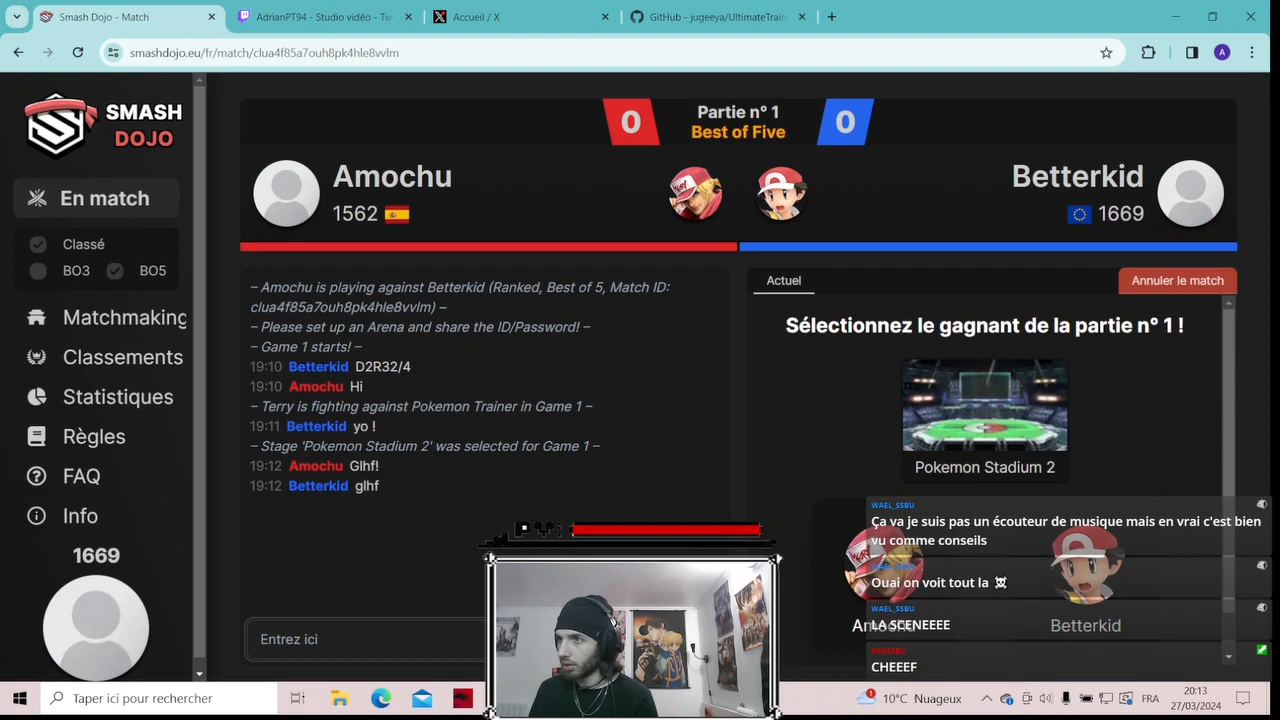 Smash Dojo - Match
AdrianPT94 - Studio vidéo - Tw
Accueil / X
GitHub - jugeeya/UltimateTrain
smashdojo.eu/fr/match/clua4f85a7ouh8pk4hle8vvlm
A
SMASH
DOJO
En match
Classé
BO3
BO5
Matchmaking
Classements
Statistiques
Règles
FAQ
Info
1669
0
Partie n° 1
Best of Five
0
Amochu
1562
Betterkid
1669
– Amochu is playing against Betterkid (Ranked, Best of 5, Match ID:
clua4f85a7ouh8pk4hle8vvlm) –
– Please set up an Arena and share the ID/Password! –
– Game 1 starts! –
19:10 Betterkid D2R32/4
19:10 Amochu Hi
– Terry is fighting against Pokemon Trainer in Game 1 –
19:11 Betterkid yo !
– Stage 'Pokemon Stadium 2' was selected for Game 1 –
19:12 Amochu Glhf!
19:12 Betterkid glhf
Entrez ici
Actuel
Annuler le match
Sélectionnez le gagnant de la partie n° 1 !
Pokemon Stadium 2
Amochu
Betterkid
WAEL_SSBU
Ça va je suis pas un écouteur de musique mais en vrai c'est bien
vu comme conseils
WAEL_SSBU
Ouai on voit tout la
WAEL_SSBU
LA SCENEEEE
CHEEEF
PV:
Taper ici pour rechercher
1
10°C Nuageux
FRA
20:13
27/03/2024